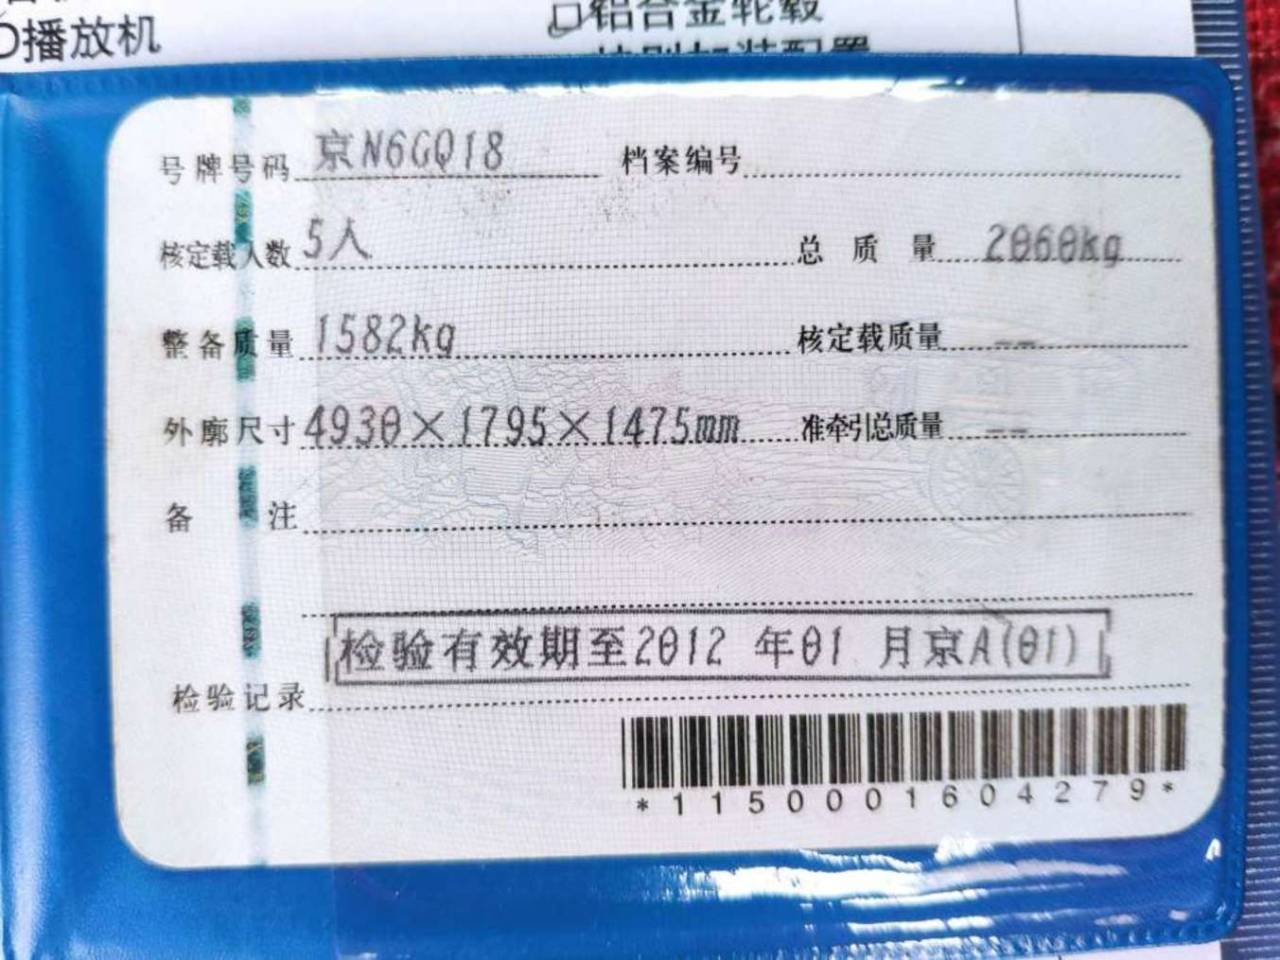 播放机
铝合金轮毂
号牌号码 京N6GQ18 档案编号
核定载人数 5人 总质量 2060kg
整备质量 1582kg 核定载质量 --
外廓尺寸 4930×1795×1475mm 准牵引总质量 --
备注
检验有效期至2012年01月京A(01)
检验记录
*1150001604279*